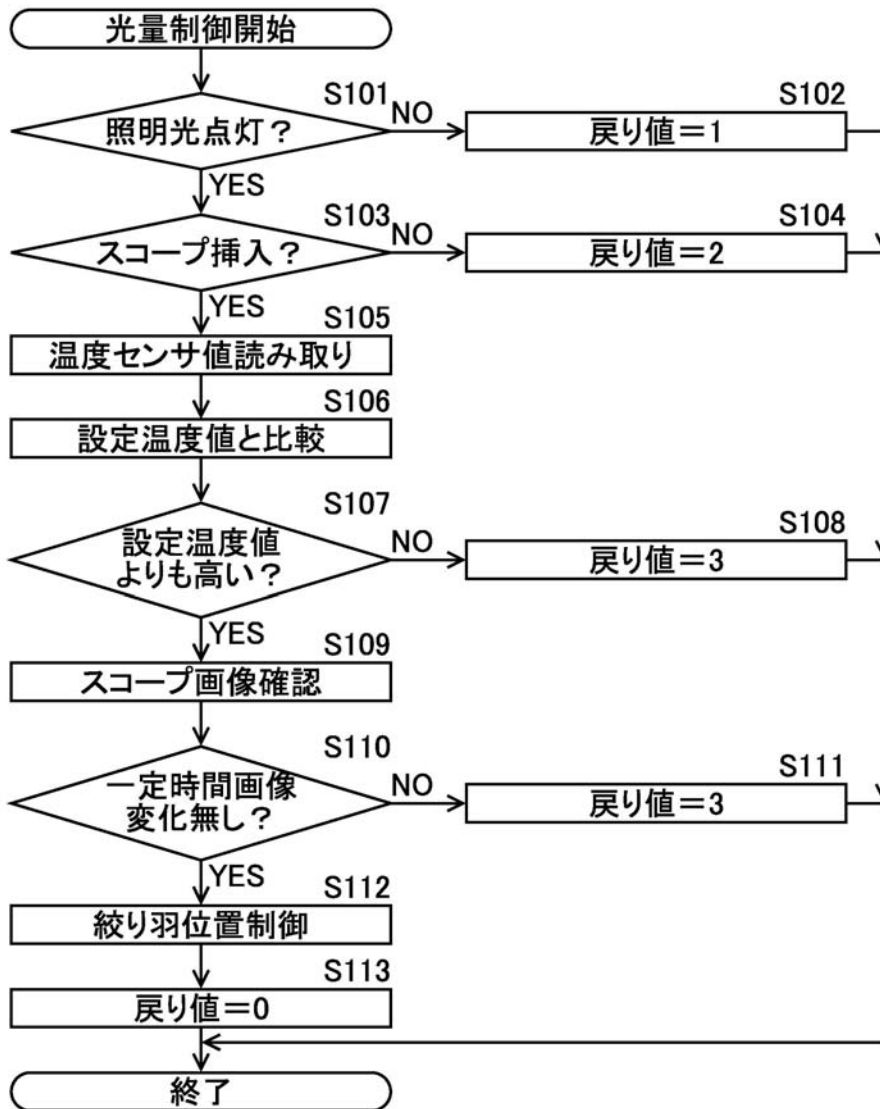 光量制御開始
S101
照明光点灯？
NO
S102
戻り値＝1
YES
S103
スコープ挿入？
NO
S104
戻り値＝2
YES
S105
温度センサ値読み取り
S106
設定温度値と比較
S107
設定温度値
よりも高い？
NO
S108
戻り値＝3
YES
S109
スコープ画像確認
S110
一定時間画像
変化無し？
NO
S111
戻り値＝3
YES
S112
絞り羽位置制御
S113
戻り値＝0
終了